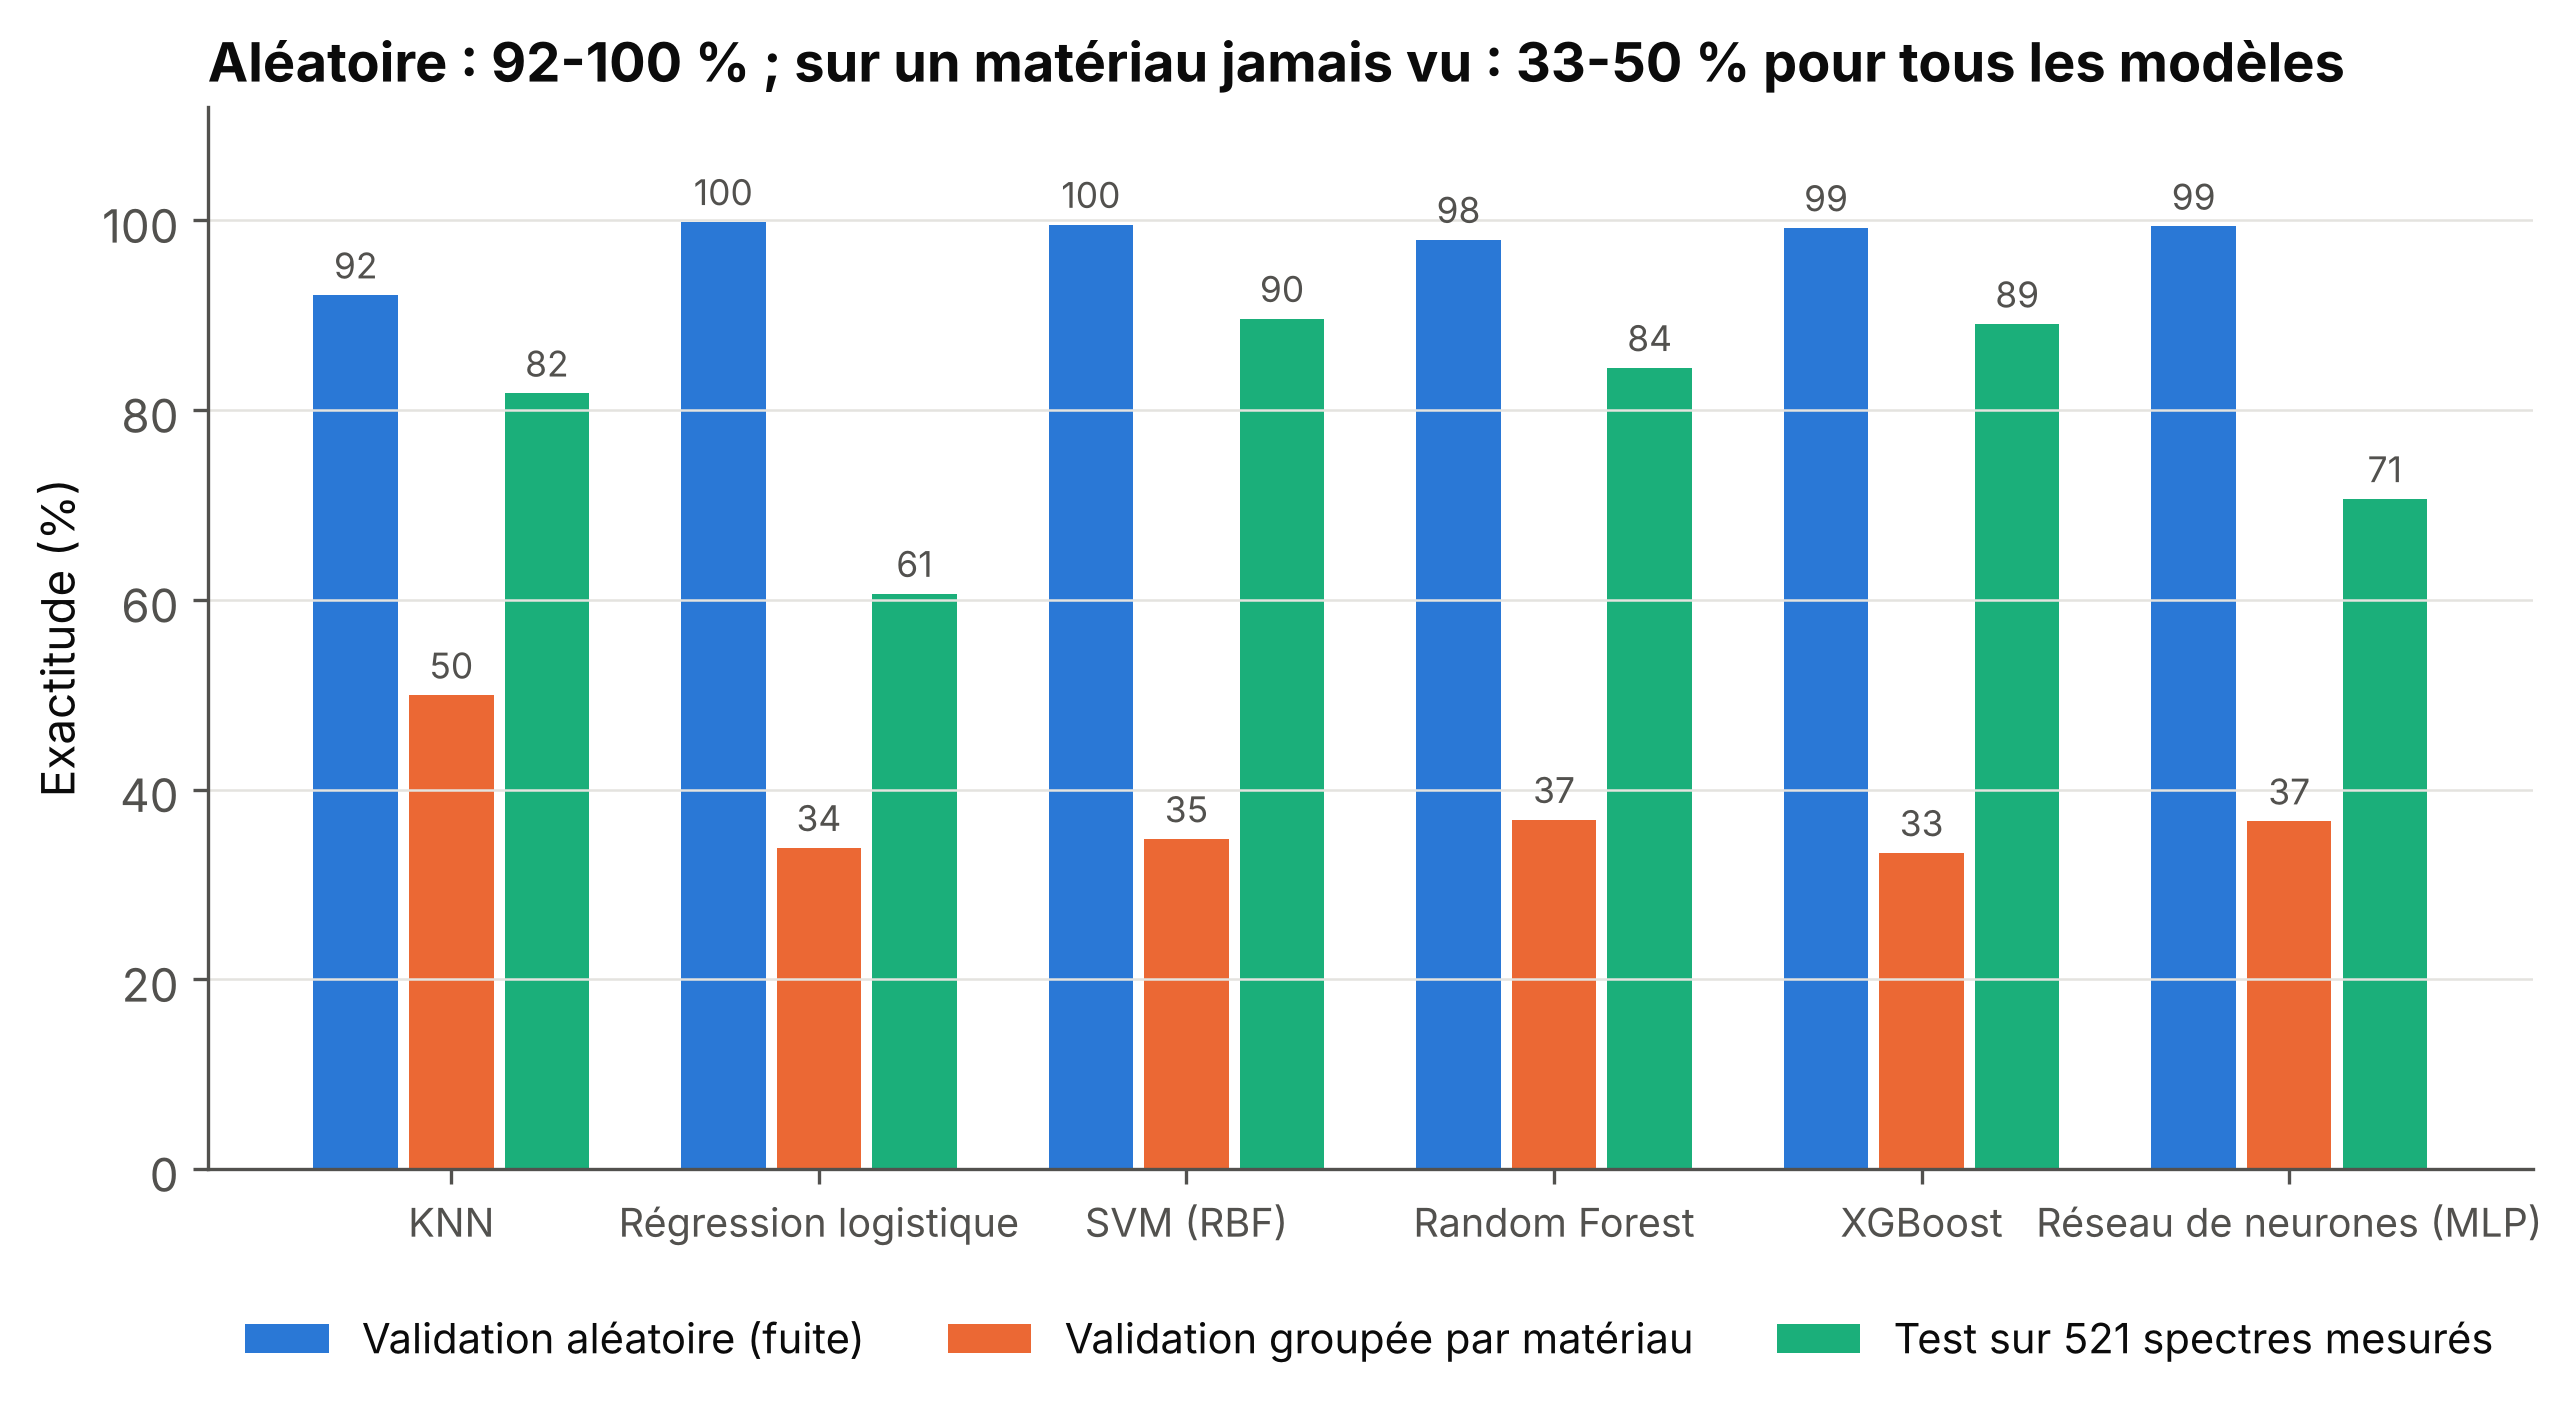 Aléatoire : 92-100 % ; sur un matériau jamais vu : 33-50 % pour tous les modèles
Exactitude (%)
100
80
60
40
20
0
92
50
82
100
34
61
100
35
90
98
37
84
99
33
89
99
37
71
KNN
Régression logistique
SVM (RBF)
Random Forest
XGBoost
Réseau de neurones (MLP)
Validation aléatoire (fuite)
Validation groupée par matériau
Test sur 521 spectres mesurés